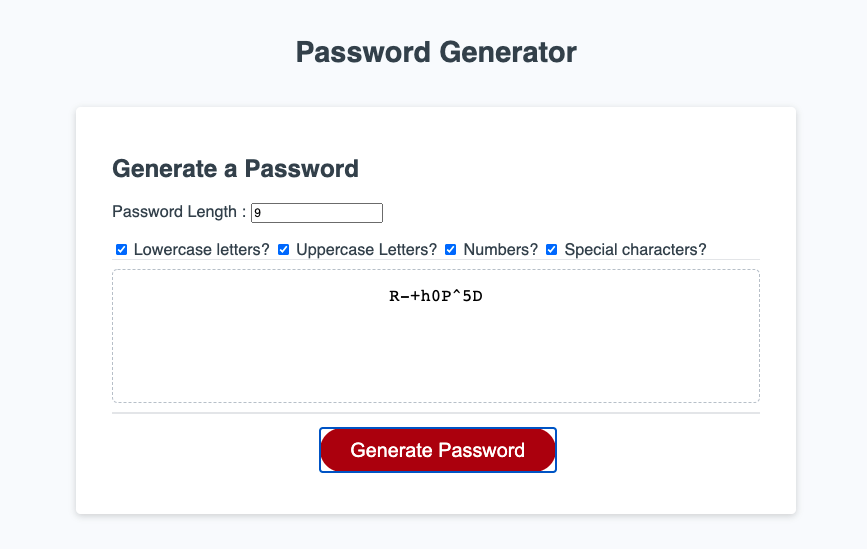 Password Generator
Generate a Password
Password Length : 9
Lowercase letters? Uppercase Letters? Numbers? Special characters?
R-+h0P^5D
Generate Password